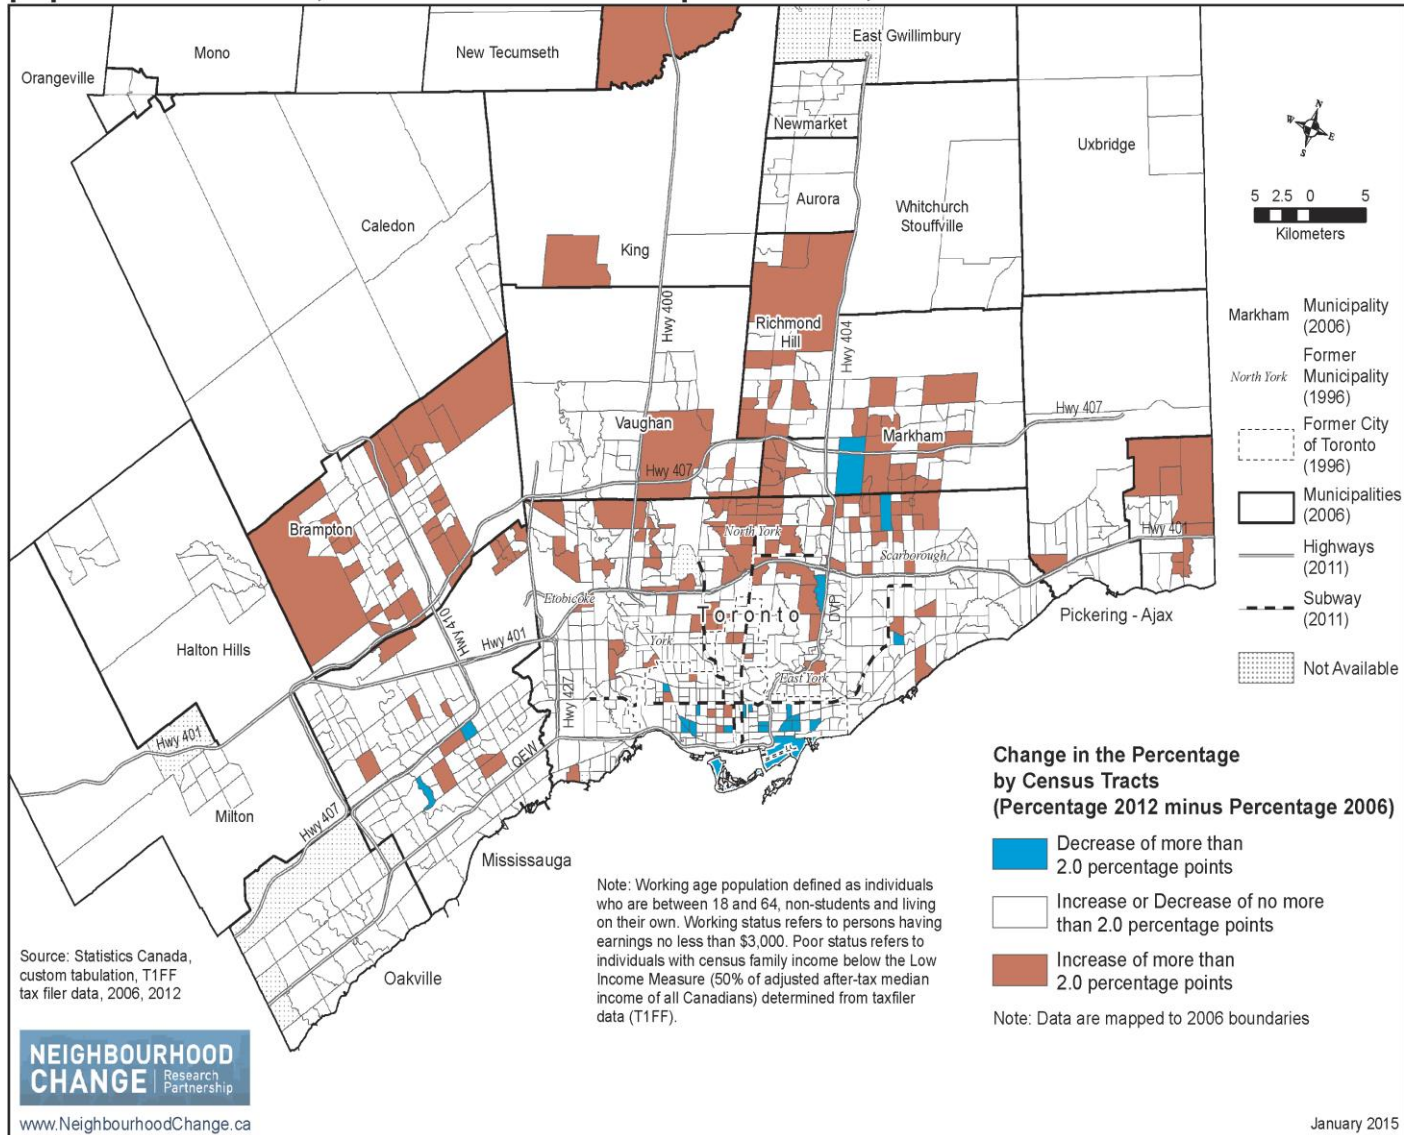 East Gwillimbury
Mono
New Tecumseth
Orangeville
Newmarket
Uxbridge
Aurora
Whitchurch
Stouffville
Caledon
King
Hwy 400
Richmond
Hill
Hwy 404
Vaughan
Markham
Hwy 407
Hwy 407
Brampton
North York
Scarborough
Hwy 401
Etobicoke
Toronto
DVP
Pickering - Ajax
Hwy 410
Hwy 401
York
Halton Hills
East York
Hwy 427
QEW
Hwy 401
Milton
Hwy 407
Mississauga
Oakville
N
W
E
S
5 2.5 0 5
Kilometers
Markham
Municipality
(2006)
North York
Former
Municipality
(1996)
Former City
of Toronto
(1996)
Municipalities
(2006)
Highways
(2011)
Subway
(2011)
Not Available
Change in the Percentage
by Census Tracts
(Percentage 2012 minus Percentage 2006)
Decrease of more than
2.0 percentage points
Increase or Decrease of no more
than 2.0 percentage points
Increase of more than
2.0 percentage points
Note: Data are mapped to 2006 boundaries
Note: Working age population defined as individuals
who are between 18 and 64, non-students and living
on their own. Working status refers to persons having
earnings no less than $3,000. Poor status refers to
individuals with census family income below the Low
Income Measure (50% of adjusted after-tax median
income of all Canadians) determined from taxfiler
data (T1FF).
Source: Statistics Canada,
custom tabulation, T1FF
tax filer data, 2006, 2012
NEIGHBOURHOOD
CHANGE Research
Partnership
www.NeighbourhoodChange.ca
January 2015